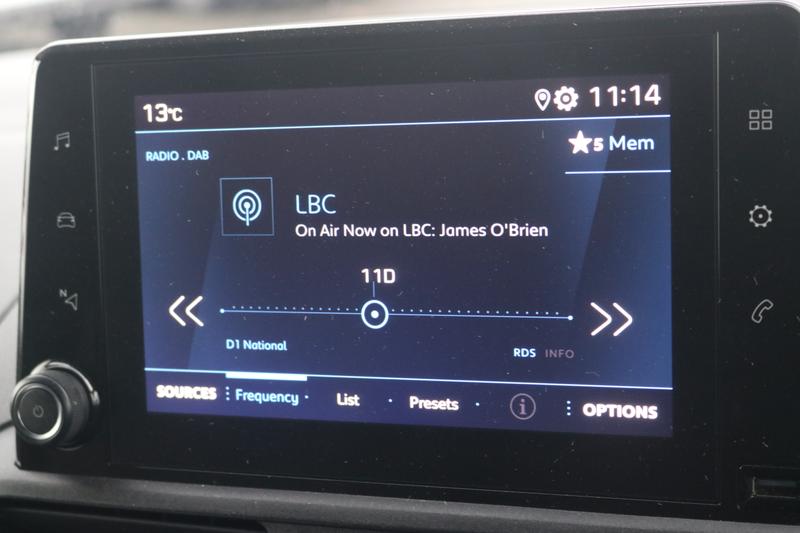 13°C
11:14
RADIO . DAB
★5 Mem
LBC
On Air Now on LBC: James O'Brien
11D
D1 National
RDS INFO
SOURCES
Frequency
List
Presets
i
OPTIONS
N